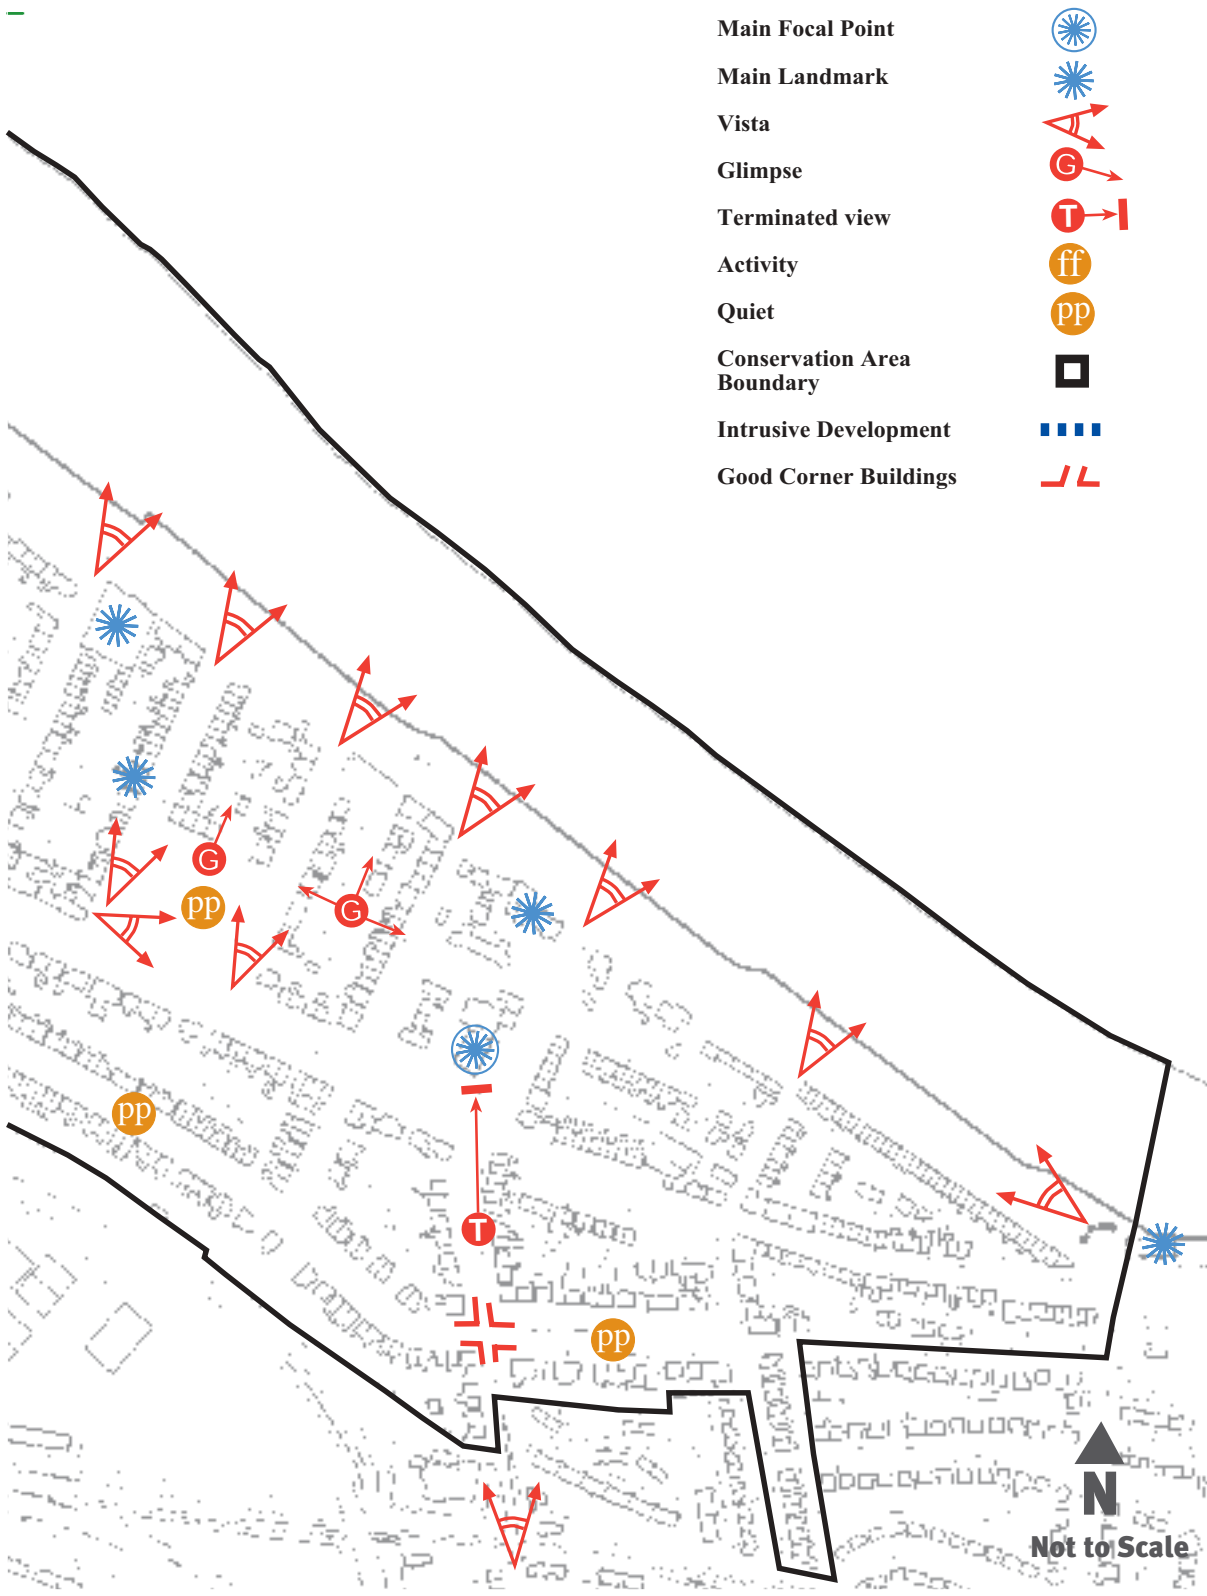 Main Focal Point
Main Landmark
Vista
Glimpse
G
Terminated view
T
Activity
ff
Quiet
pp
Conservation Area
Boundary
Intrusive Development
Good Corner Buildings
G
pp
G
pp
T
pp
N
Not to Scale